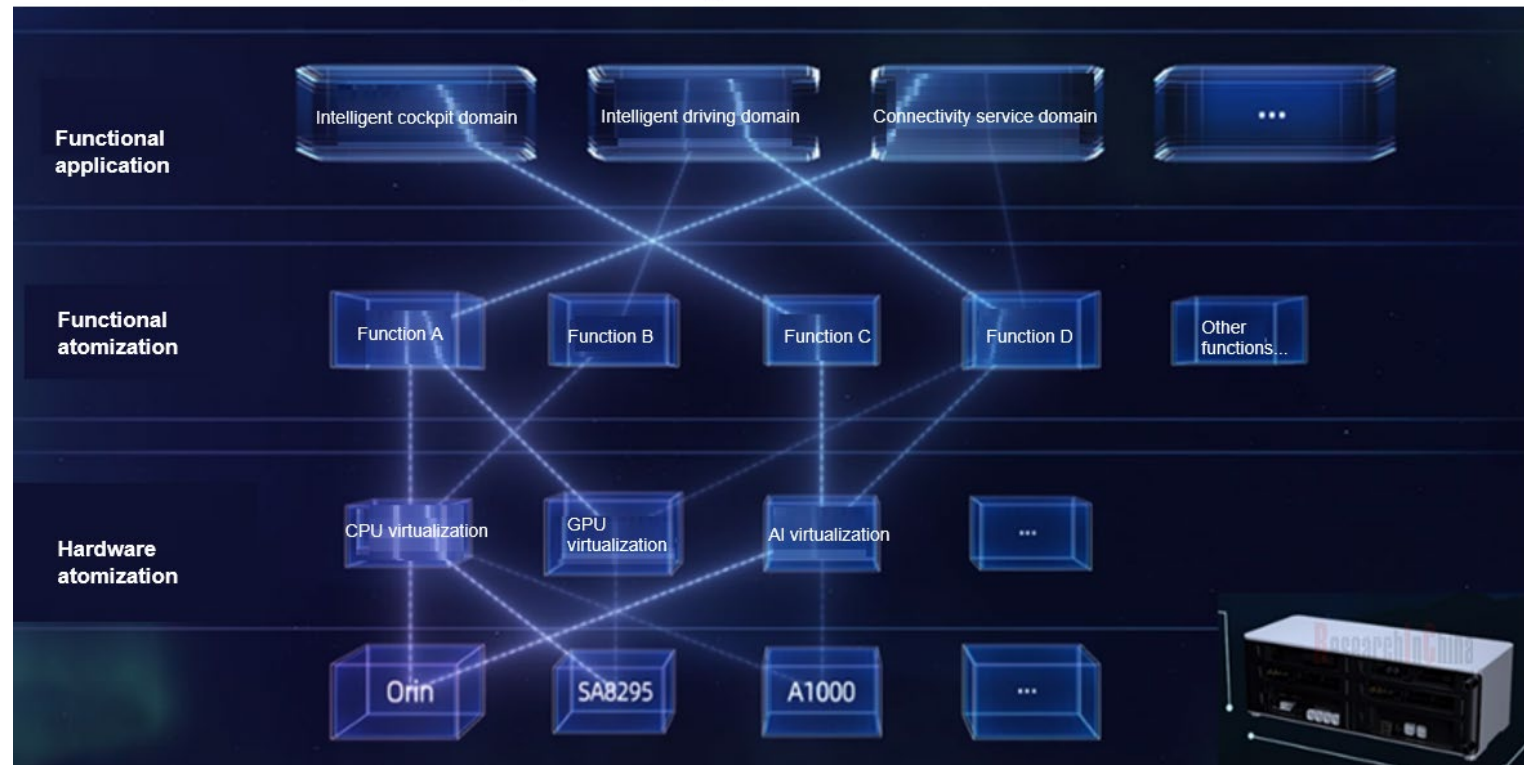 Intelligent cockpit domain
Intelligent driving domain
Connectivity service domain
...
Functional
application
Functional
atomization
Function A
Function B
Function C
Function D
Other
functions...
Hardware
atomization
CPU virtualization
GPU
virtualization
AI virtualization
...
Orin
SA8295
A1000
...
ResearchInChina